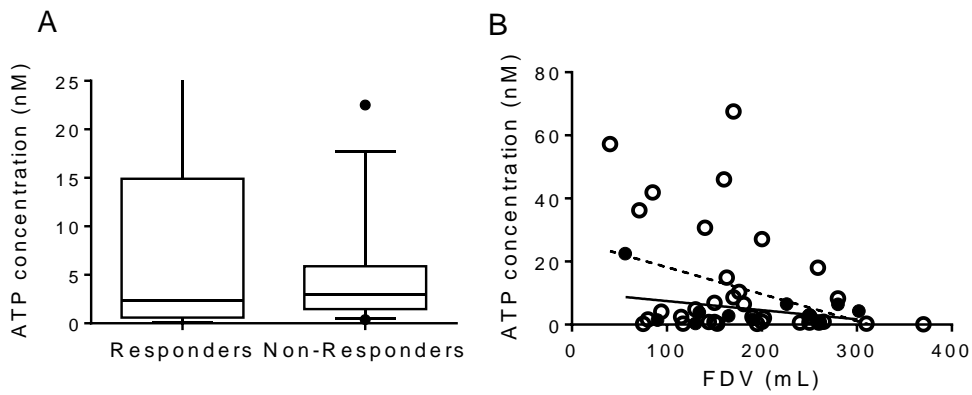 A
ATP concentration (nM)
25
20
15
10
5
0
Responders Non-Responders
B
ATP concentration (nM)
80
60
40
20
0
0 100 200 300 400
FDV (mL)